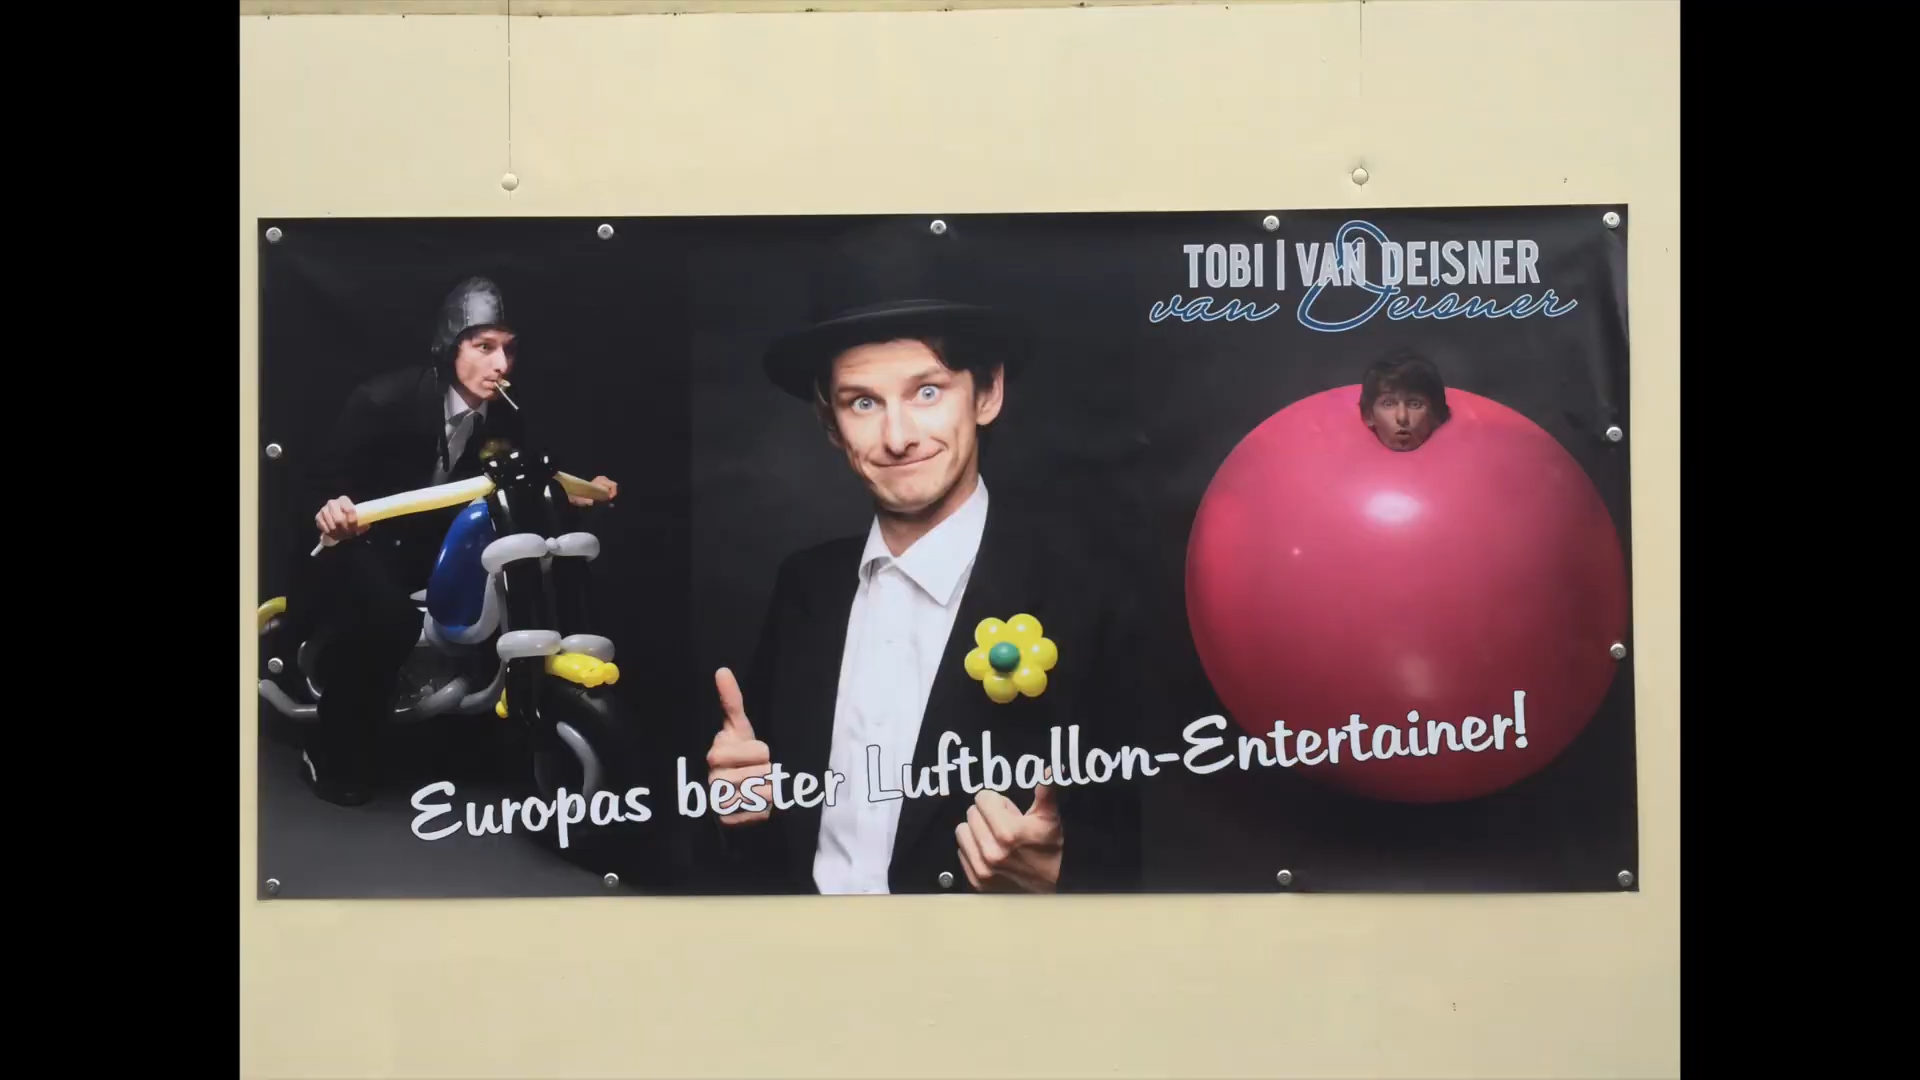 TOBI | VAN DEISNER
van Deisner
Europas bester Luftballon-Entertainer!